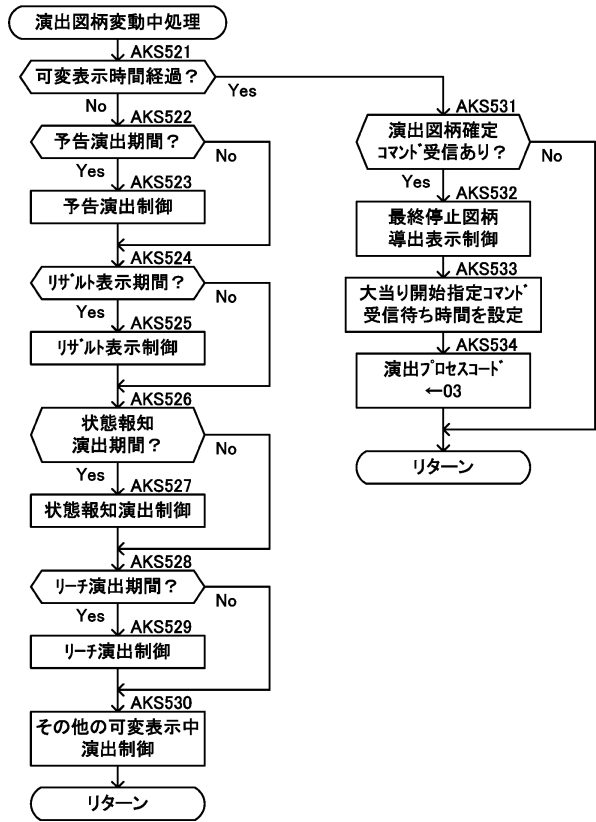 演出図柄変動中処理
AKS521
可変表示時間経過？
Yes
No
AKS522
予告演出期間？
No
Yes
AKS523
予告演出制御
AKS524
ﾘｻﾞﾙﾄ表示期間？
No
Yes
AKS525
ﾘｻﾞﾙﾄ表示制御
AKS526
状態報知
演出期間？
No
Yes
AKS527
状態報知演出制御
AKS528
ﾘｰﾁ演出期間？
No
Yes
AKS529
ﾘｰﾁ演出制御
AKS530
その他の可変表示中
演出制御
リターン
AKS531
演出図柄確定
ｺﾏﾝﾄﾞ受信あり？
No
Yes
AKS532
最終停止図柄
導出表示制御
AKS533
大当り開始指定ｺﾏﾝﾄﾞ
受信待ち時間を設定
AKS534
演出ﾌﾟﾛｾｽｺｰﾄﾞ
←03
リターン